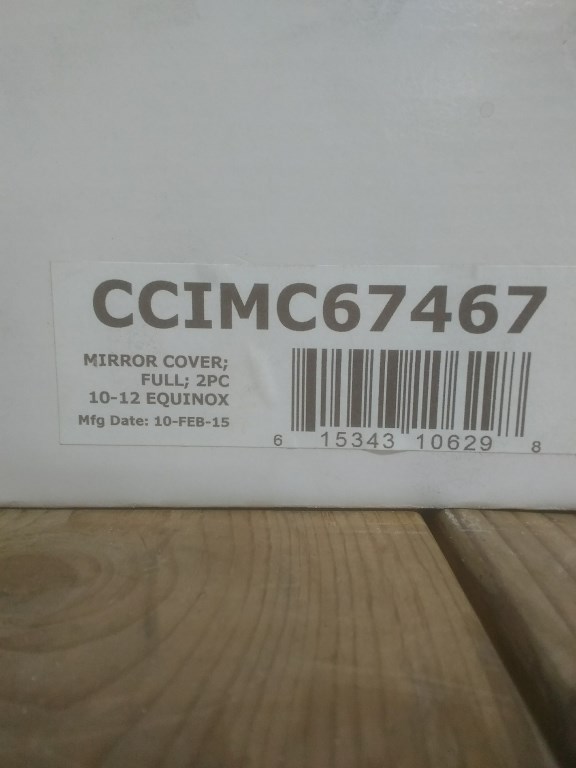 CCIMC67467
MIRROR COVER;
FULL; 2PC
10-12 EQUINOX
Mfg Date: 10-FEB-15
6 15343 10629 8